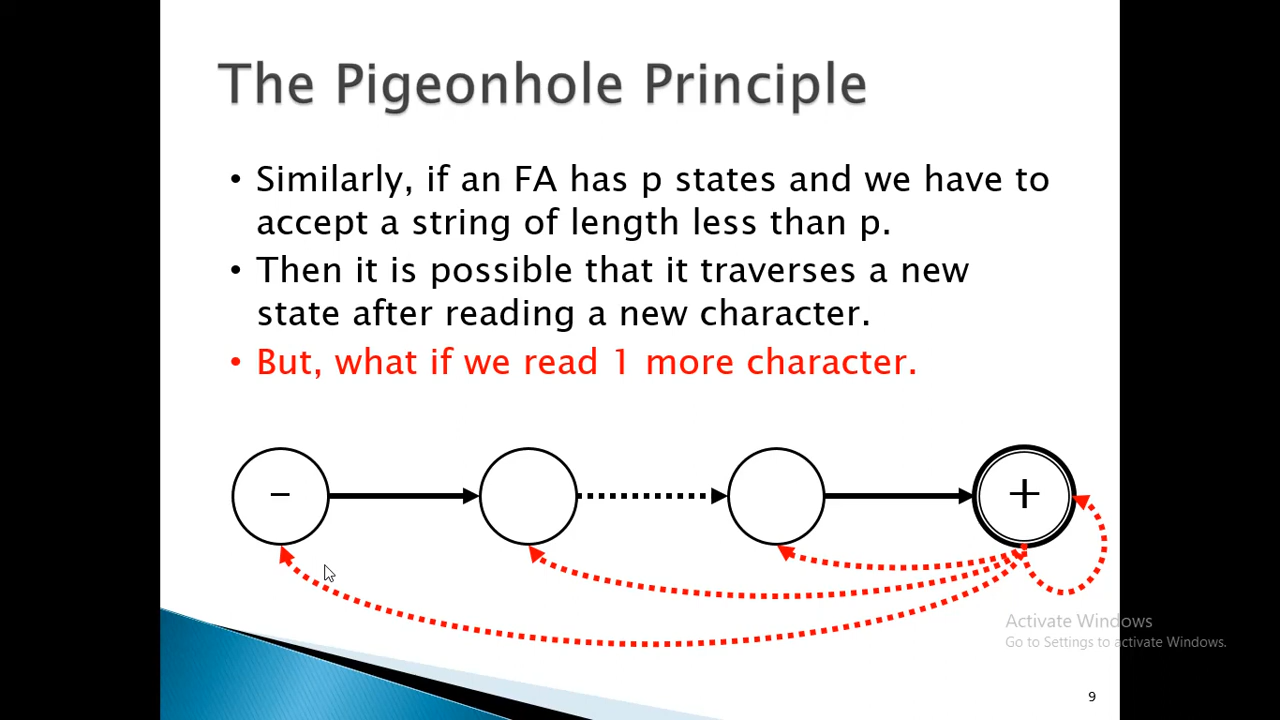 The Pigeonhole Principle
• Similarly, if an FA has p states and we have to
accept a string of length less than p.
• Then it is possible that it traverses a new
state after reading a new character.
• But, what if we read 1 more character.
− +
Activate Windows
Go to Settings to activate Windows.
9